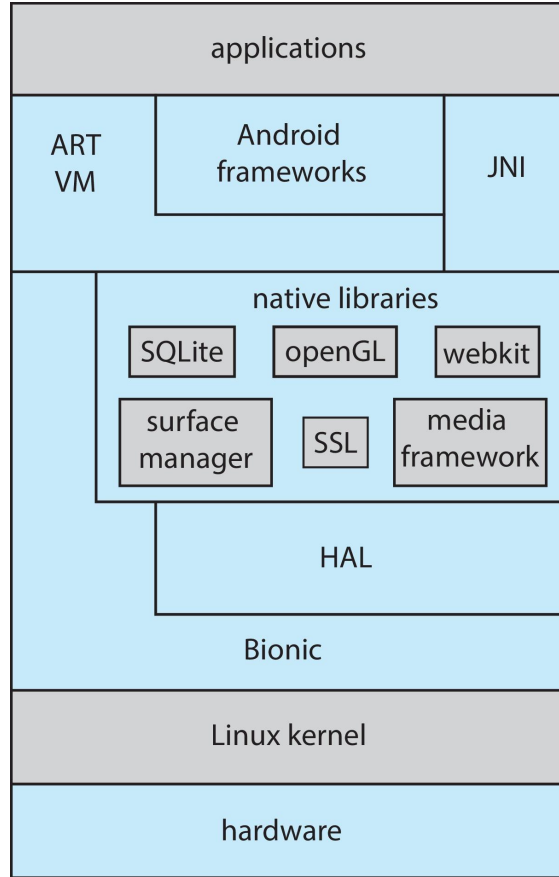 applications
ART
VM
Android
frameworks
JNI
native libraries
SQLite
openGL
webkit
surface
manager
SSL
media
framework
HAL
Bionic
Linux kernel
hardware